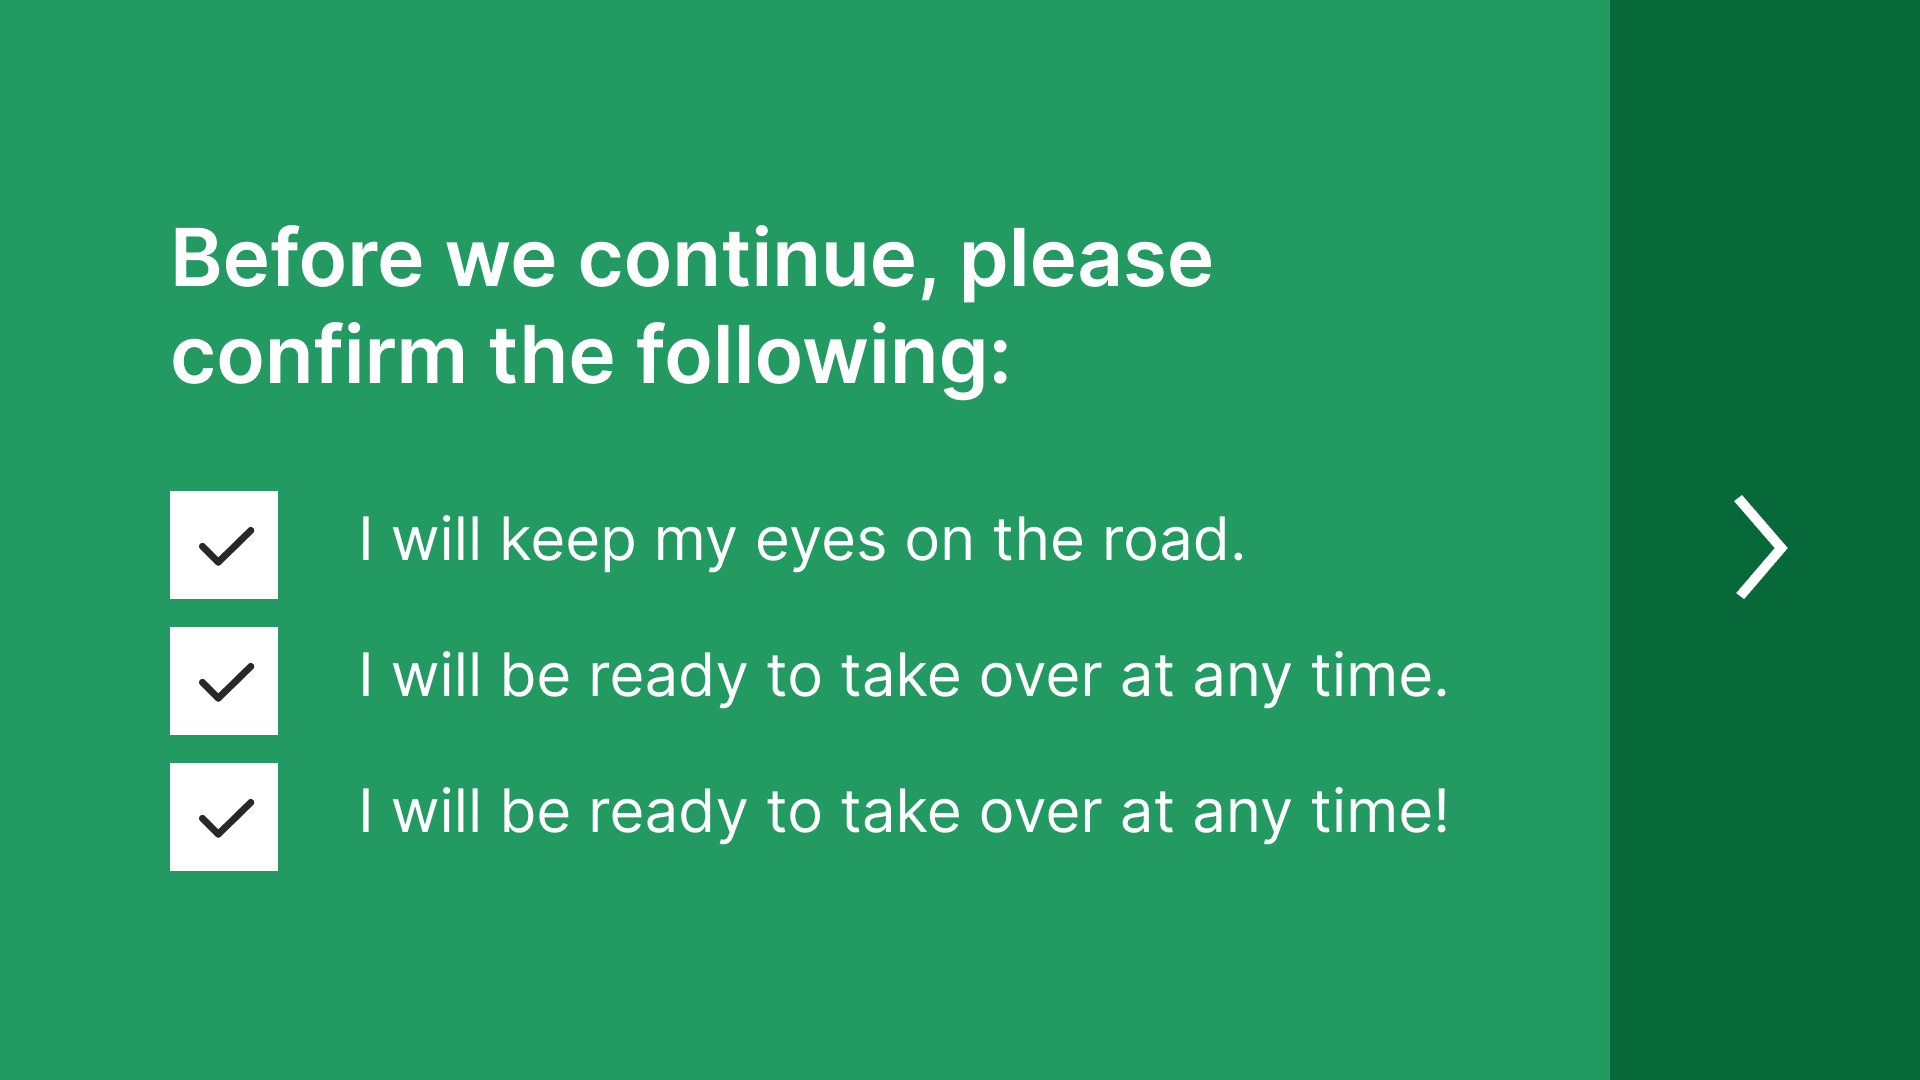 Before we continue, please
confirm the following:
I will keep my eyes on the road.
I will be ready to take over at any time.
I will be ready to take over at any time!